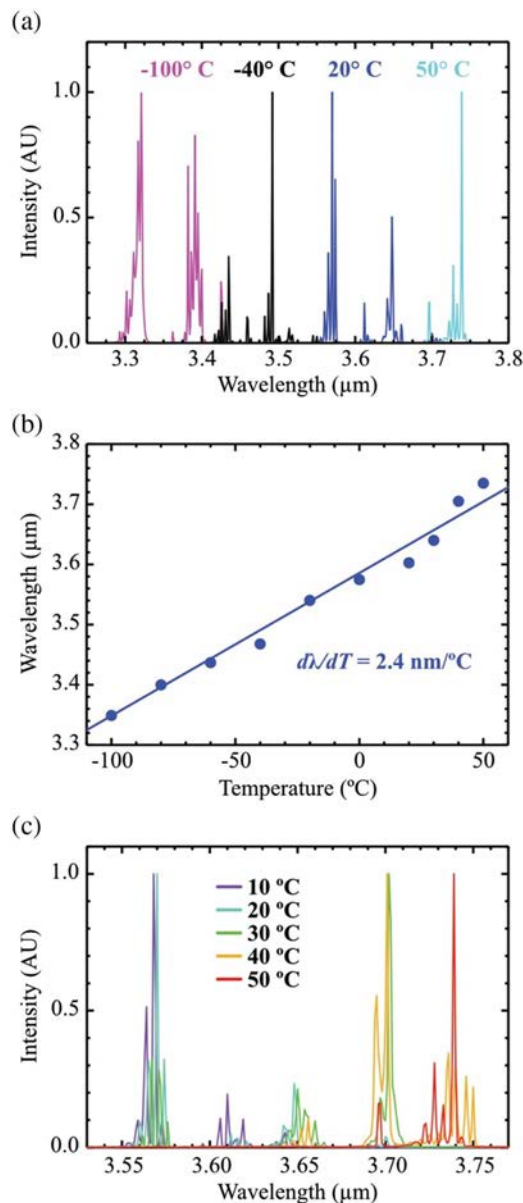 (a)
-100° C -40° C 20° C 50° C
Intensity (AU)
1.0
0.5
0.0
3.3 3.4 3.5 3.6 3.7 3.8
Wavelength (µm)
(b)
Wavelength (µm)
3.8
3.7
3.6
3.5
3.4
3.3
dλ/dT = 2.4 nm/ºC
-100 -50 0 50
Temperature (ºC)
(c)
Intensity (AU)
1.0
0.5
0.0
10 ºC
20 ºC
30 ºC
40 ºC
50 ºC
3.55 3.60 3.65 3.70 3.75
Wavelength (µm)